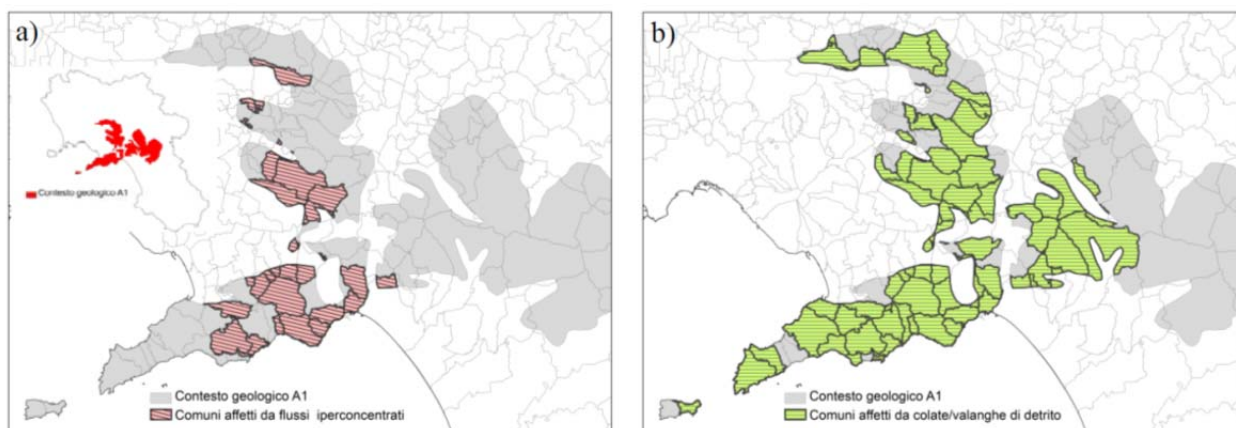 a)
Contesto geologico A1
Contesto geologico A1
Comuni affetti da flussi iperconcentrati
b)
Contesto geologico A1
Comuni affetti da colate/valanghe di detrito